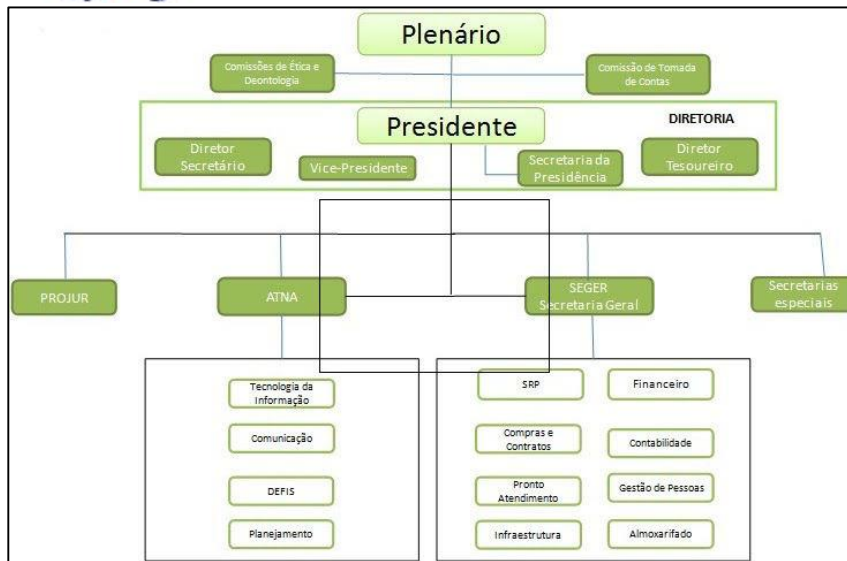 Plenário
Comissões de Ética e
Deontologia
Comissão de Tomada
de Contas
Presidente
DIRETORIA
Diretor
Secretário
Vice-Presidente
Secretaria da
Presidência
Diretor
Tesoureiro
PROJUR
ATNA
SEGER
Secretaria Geral
Secretarias
especiais
Tecnologia da
Informação
Comunicação
DEFIS
Planejamento
SRP
Financeiro
Compras e
Contratos
Contabilidade
Pronto
Atendimento
Gestão de Pessoas
Infraestrutura
Almoxarifado